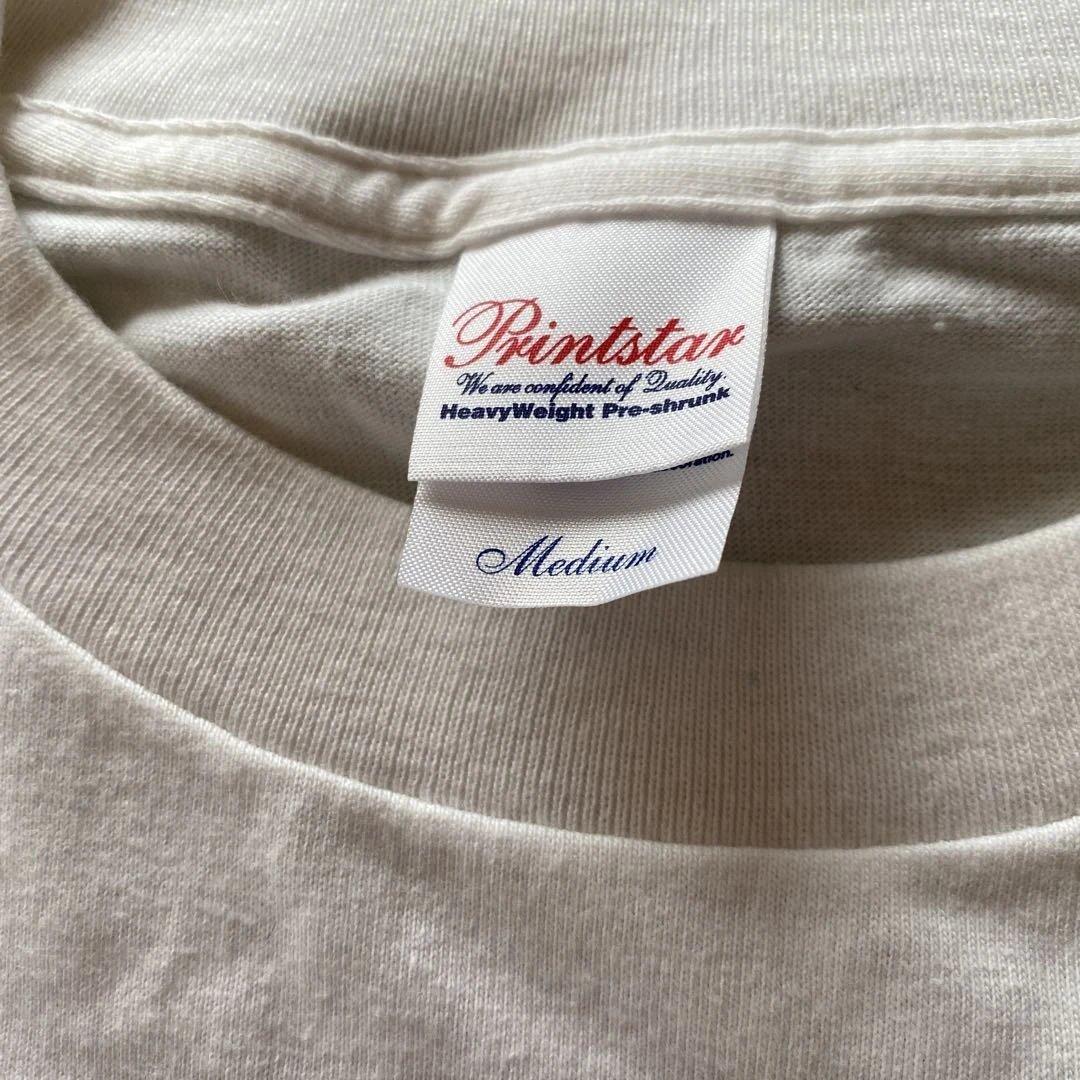 Printstar
We are confident of Quality.
HeavyWeight Pre-shrunk
Medium